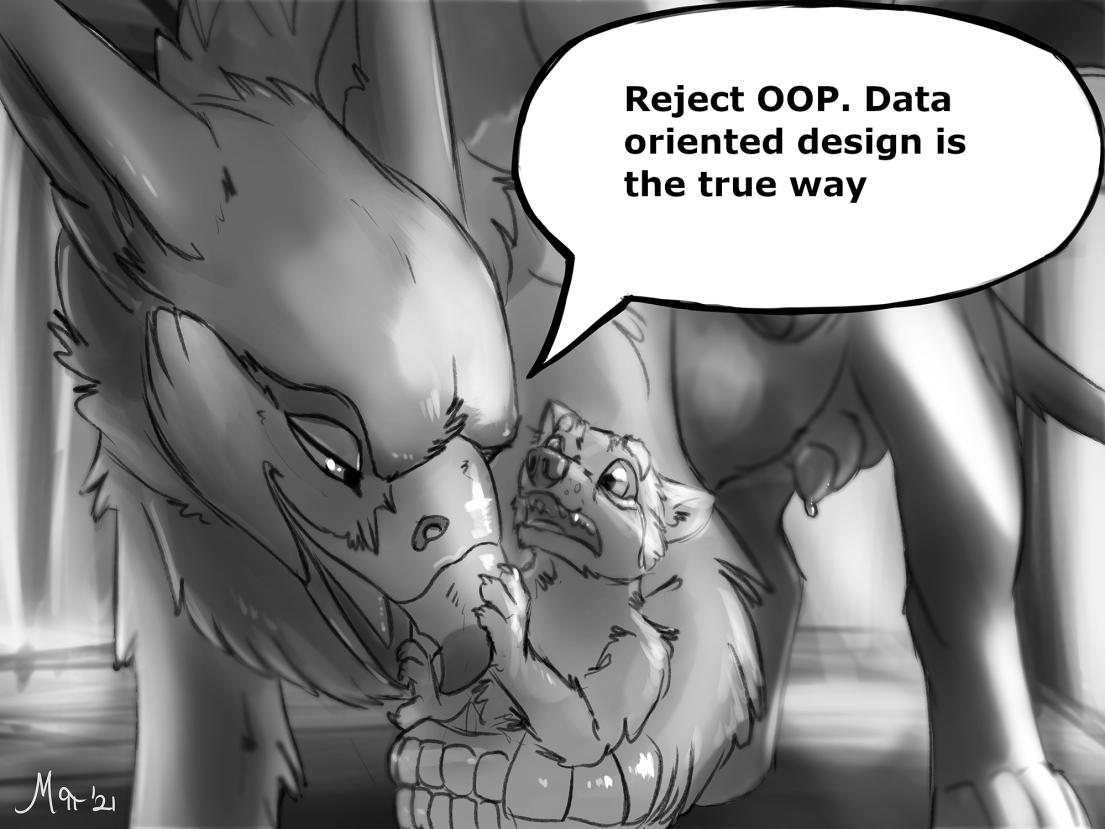 Reject OOP. Data
oriented design is
the true way